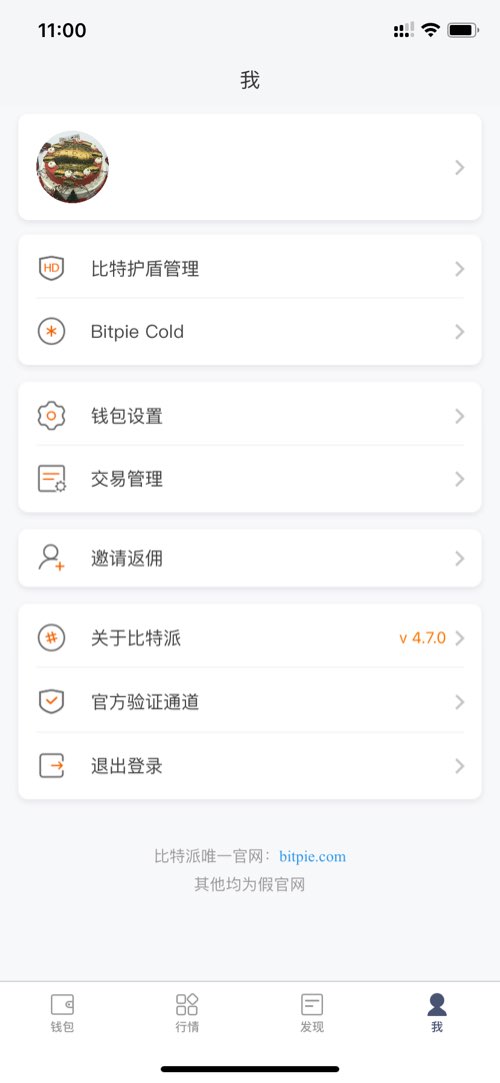 11:00
我
HD
比特护盾管理
Bitpie Cold
钱包设置
交易管理
邀请返佣
关于比特派
v 4.7.0
官方验证通道
退出登录
比特派唯一官网：bitpie.com
其他均为假官网
钱包
行情
发现
我